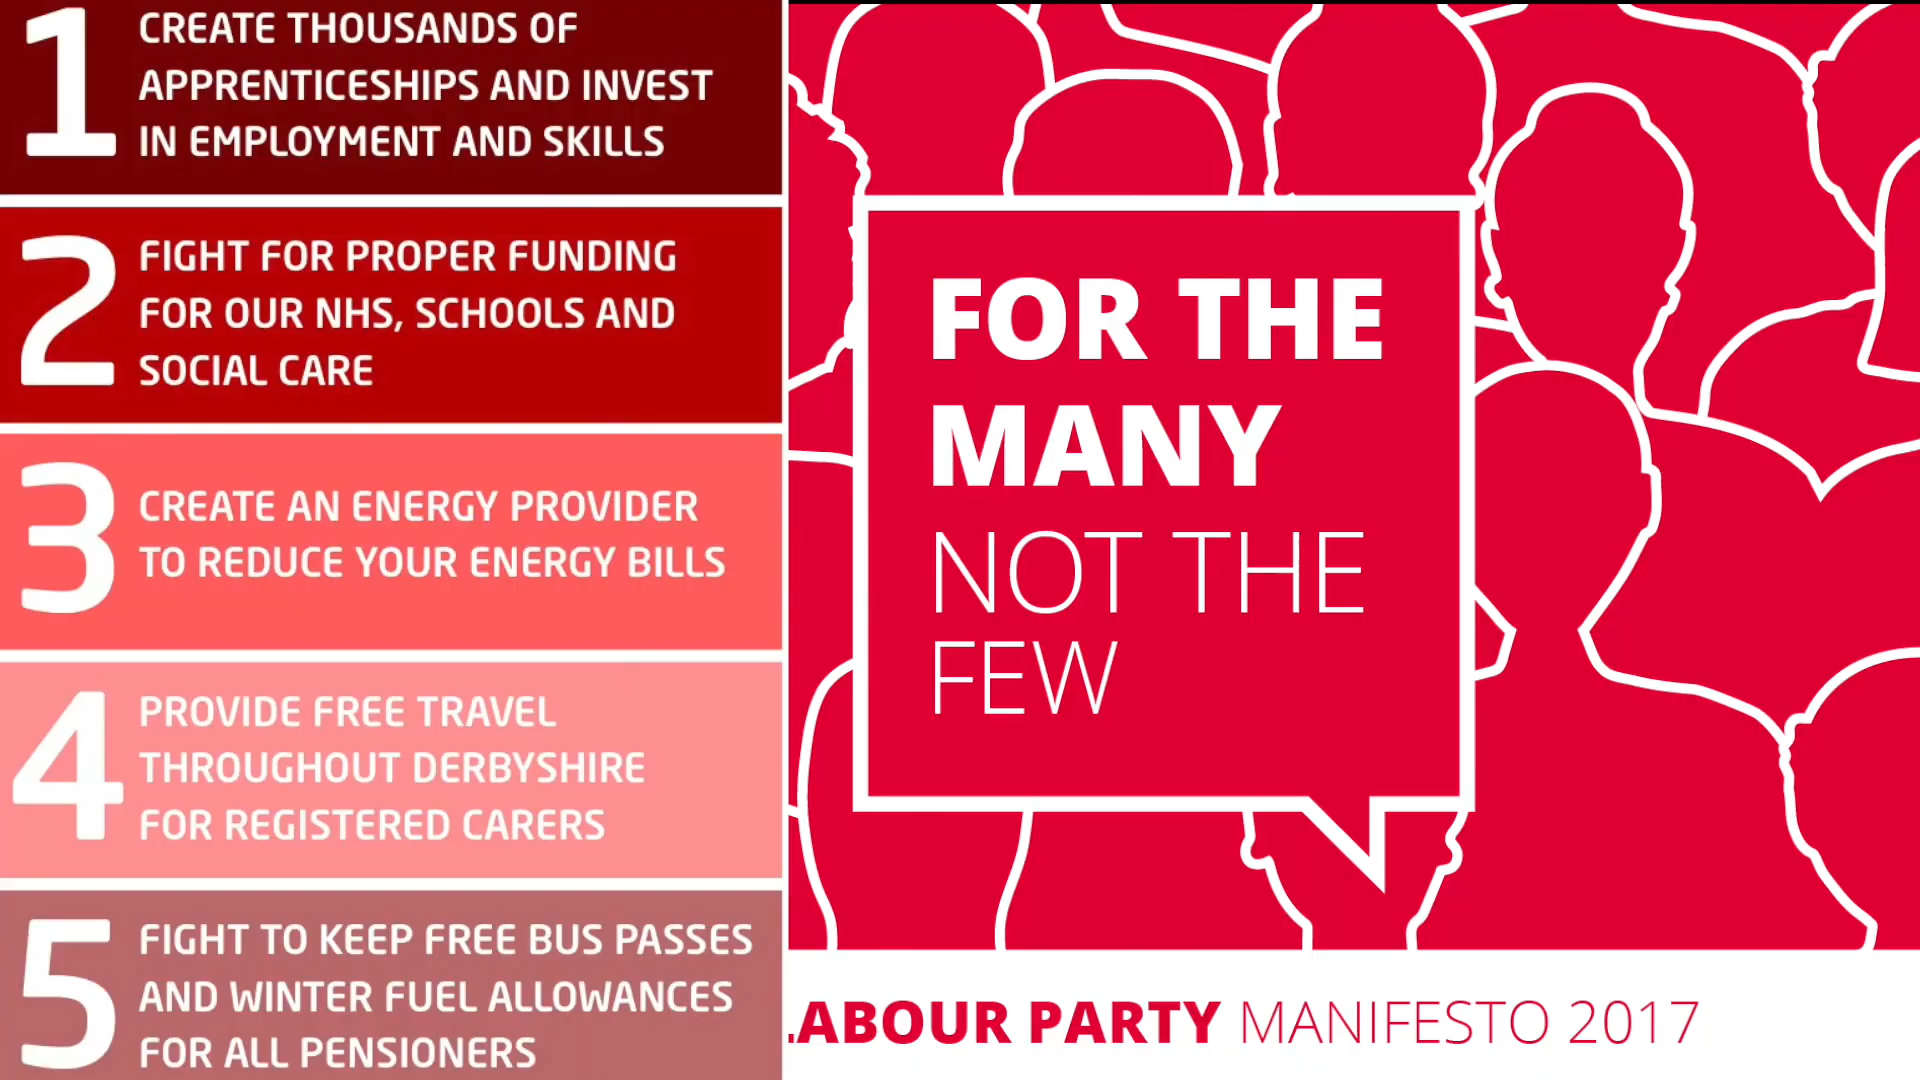 1
CREATE THOUSANDS OF
APPRENTICESHIPS AND INVEST
IN EMPLOYMENT AND SKILLS
2
FIGHT FOR PROPER FUNDING
FOR OUR NHS, SCHOOLS AND
SOCIAL CARE
3
CREATE AN ENERGY PROVIDER
TO REDUCE YOUR ENERGY BILLS
4
PROVIDE FREE TRAVEL
THROUGHOUT DERBYSHIRE
FOR REGISTERED CARERS
5
FIGHT TO KEEP FREE BUS PASSES
AND WINTER FUEL ALLOWANCES
FOR ALL PENSIONERS
FOR THE
MANY
NOT THE
FEW
LABOUR PARTY MANIFESTO 2017